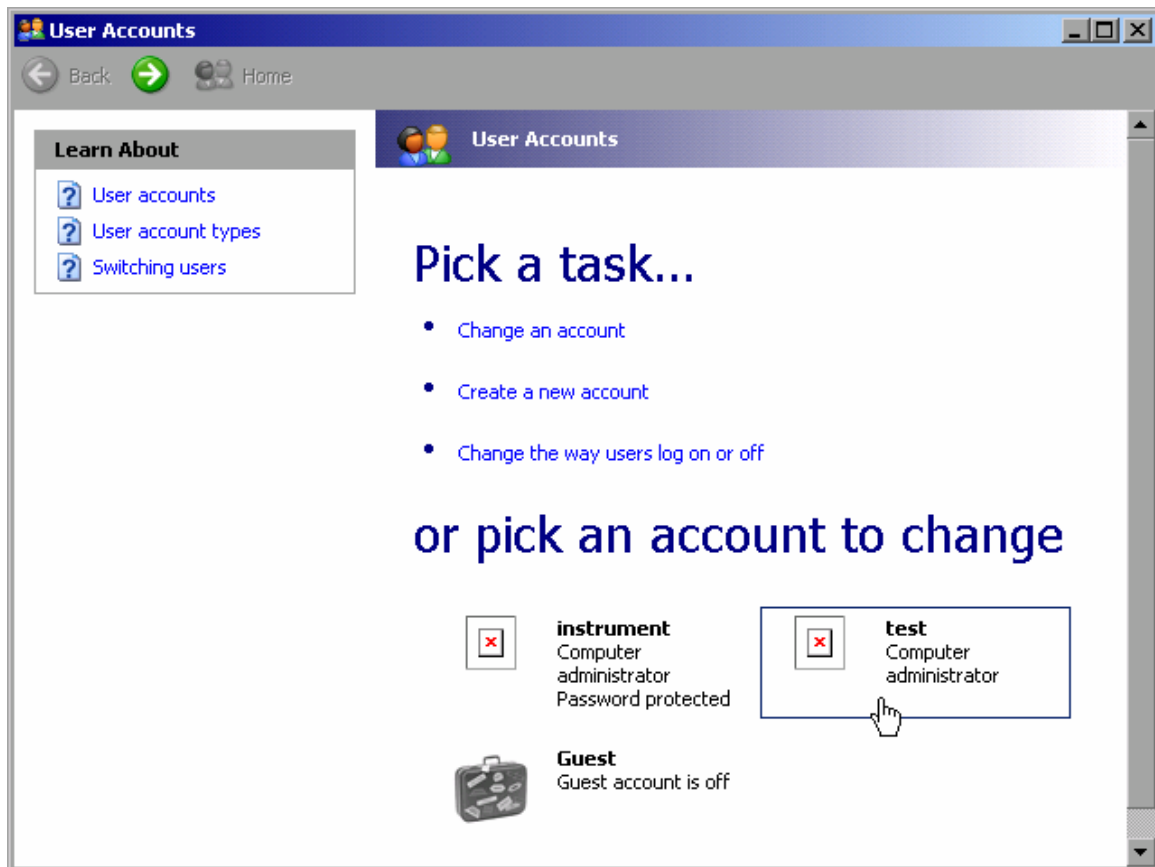 User Accounts
Back
Home
Learn About
User accounts
User account types
Switching users
User Accounts
Pick a task...
Change an account
Create a new account
Change the way users log on or off
or pick an account to change
instrument
Computer
administrator
Password protected
test
Computer
administrator
Guest
Guest account is off